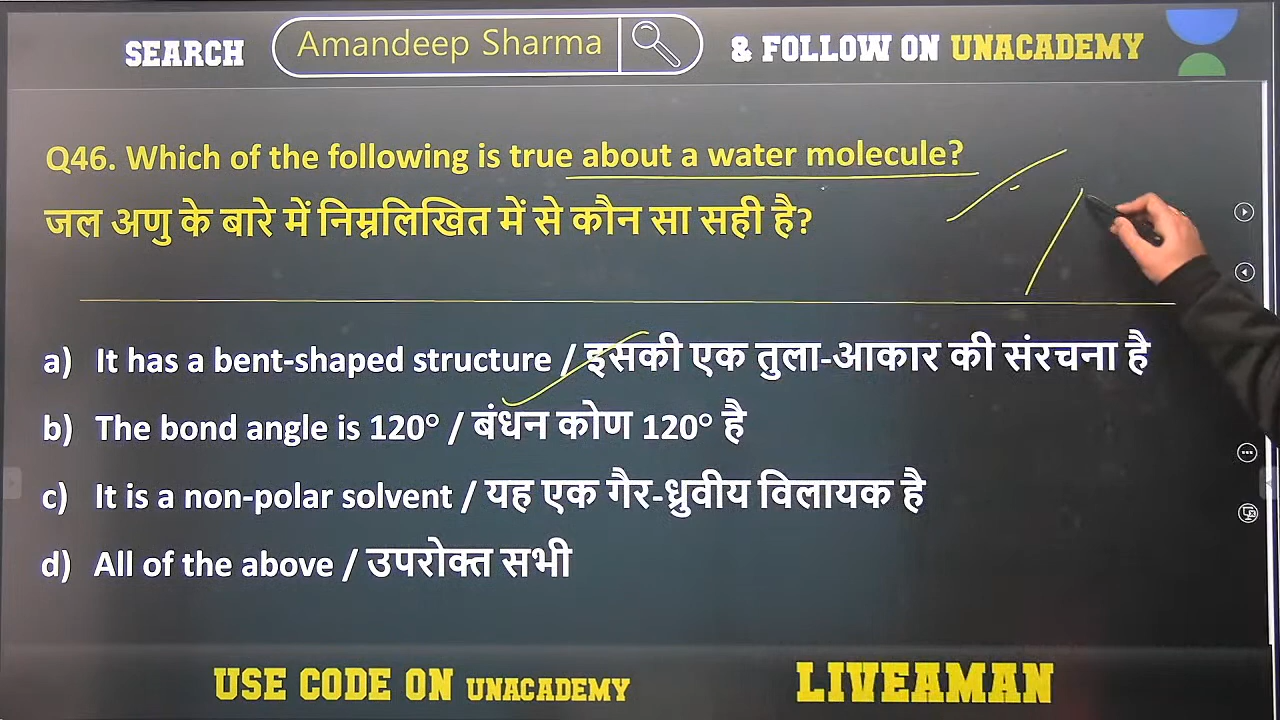 SEARCH Amandeep Sharma & FOLLOW ON UNACADEMY
Q46. Which of the following is true about a water molecule?
जल अणु के बारे में निम्नलिखित में से कौन सा सही है?
a) It has a bent-shaped structure / इसकी एक तुला-आकार की संरचना है
b) The bond angle is 120° / बंधन कोण 120° है
c) It is a non-polar solvent / यह एक गैर-ध्रुवीय विलायक है
d) All of the above / उपरोक्त सभी
USE CODE ON UNACADEMY LIVEAMAN